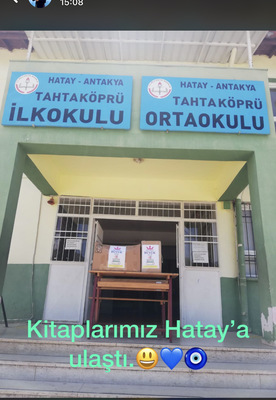 15:08
HATAY - ANTAKYA
TAHTAKÖPRÜ
İLKOKULU
HATAY - ANTAKYA
TAHTAKÖPRÜ
ORTAOKULU
Kitaplarımız Hatay'a
ulaştı.😃💙🧿